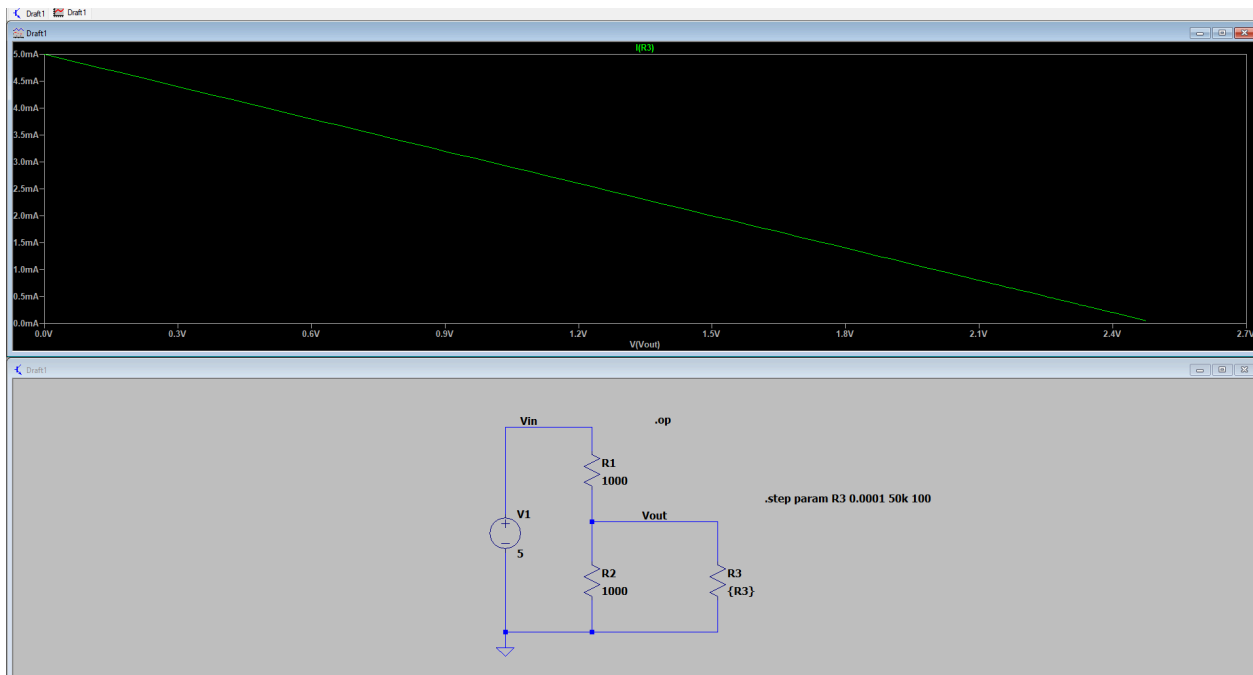 Draft1 Draft1
Draft1
I(R3)
5.0mA
4.5mA
4.0mA
3.5mA
3.0mA
2.5mA
2.0mA
1.5mA
1.0mA
0.5mA
0.0mA
0.0V 0.3V 0.6V 0.9V 1.2V 1.5V 1.8V 2.1V 2.4V 2.7V
V(Vout)
Draft1
Vin .op
R1
1000
.step param R3 0.0001 50k 100
V1 Vout
5
R2 R3
1000 {R3}